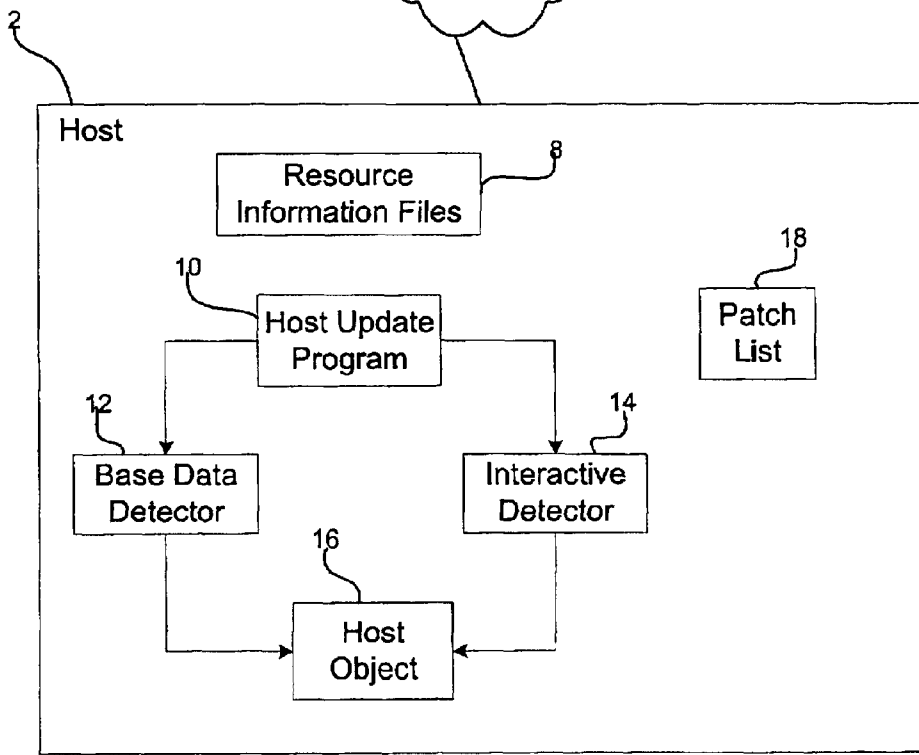 2
Host
8
Resource
Information Files
10
Host Update
Program
18
Patch
List
12
Base Data
Detector
14
Interactive
Detector
16
Host
Object